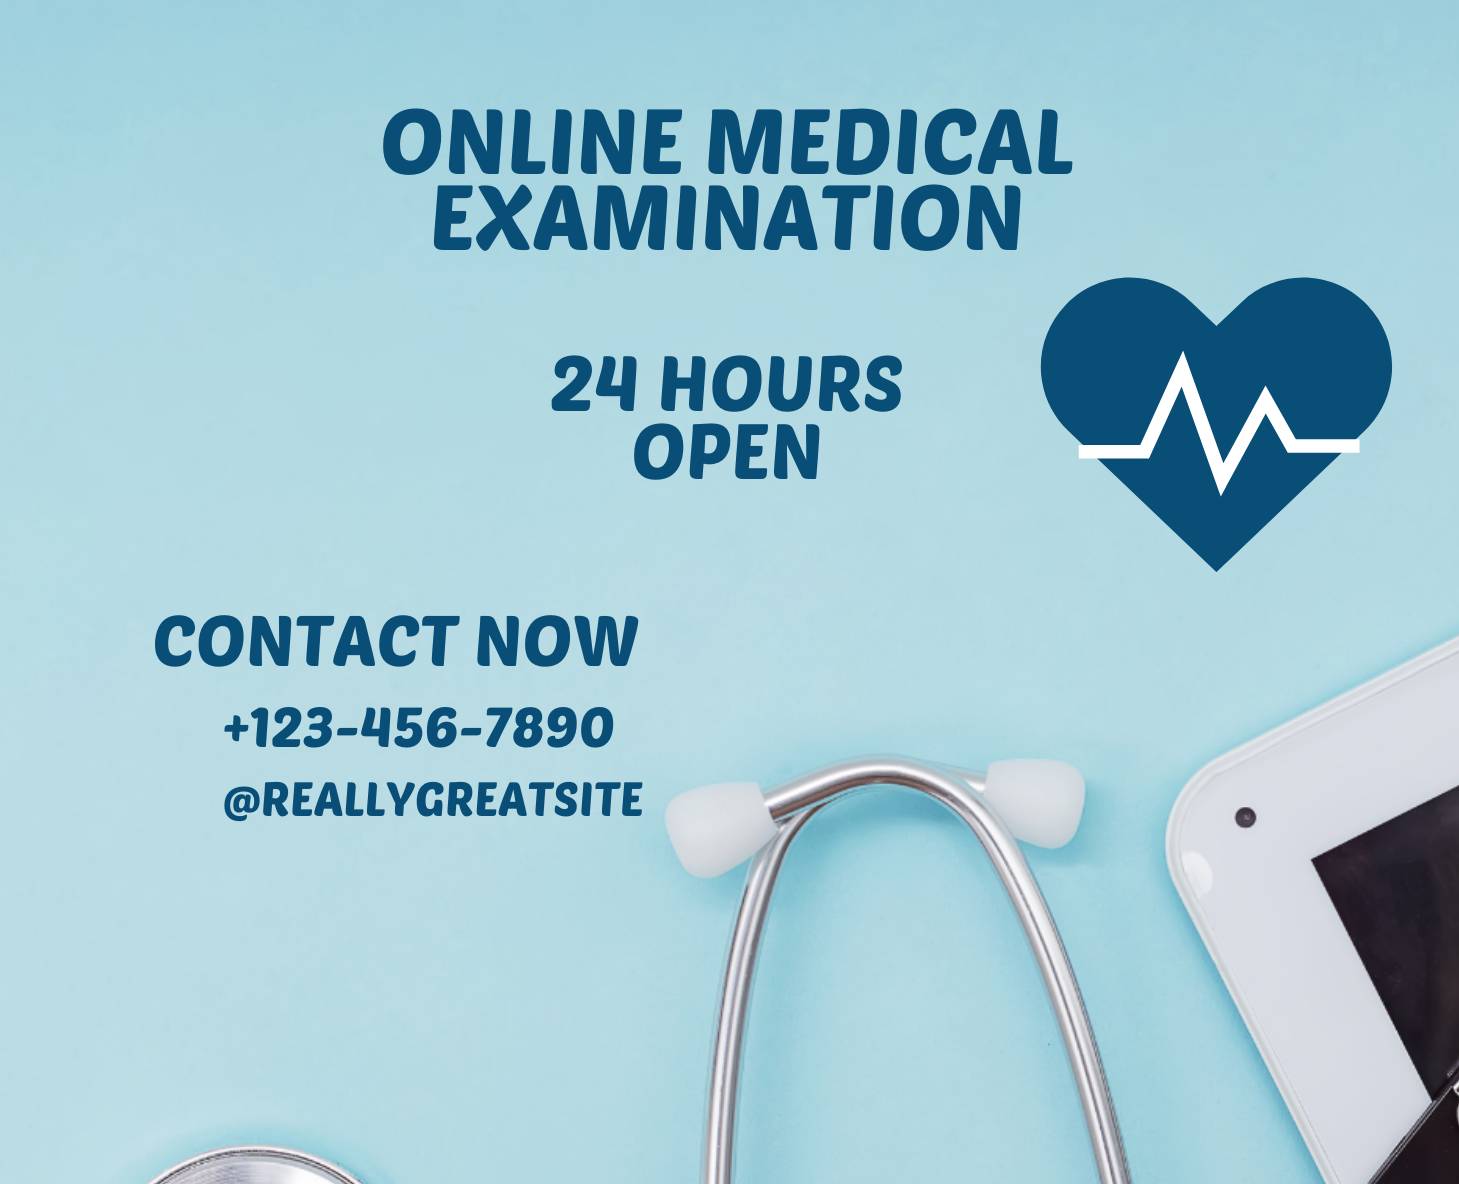 ONLINE MEDICAL
EXAMINATION
24 HOURS
OPEN
CONTACT NOW
+123-456-7890
@REALLYGREATSITE